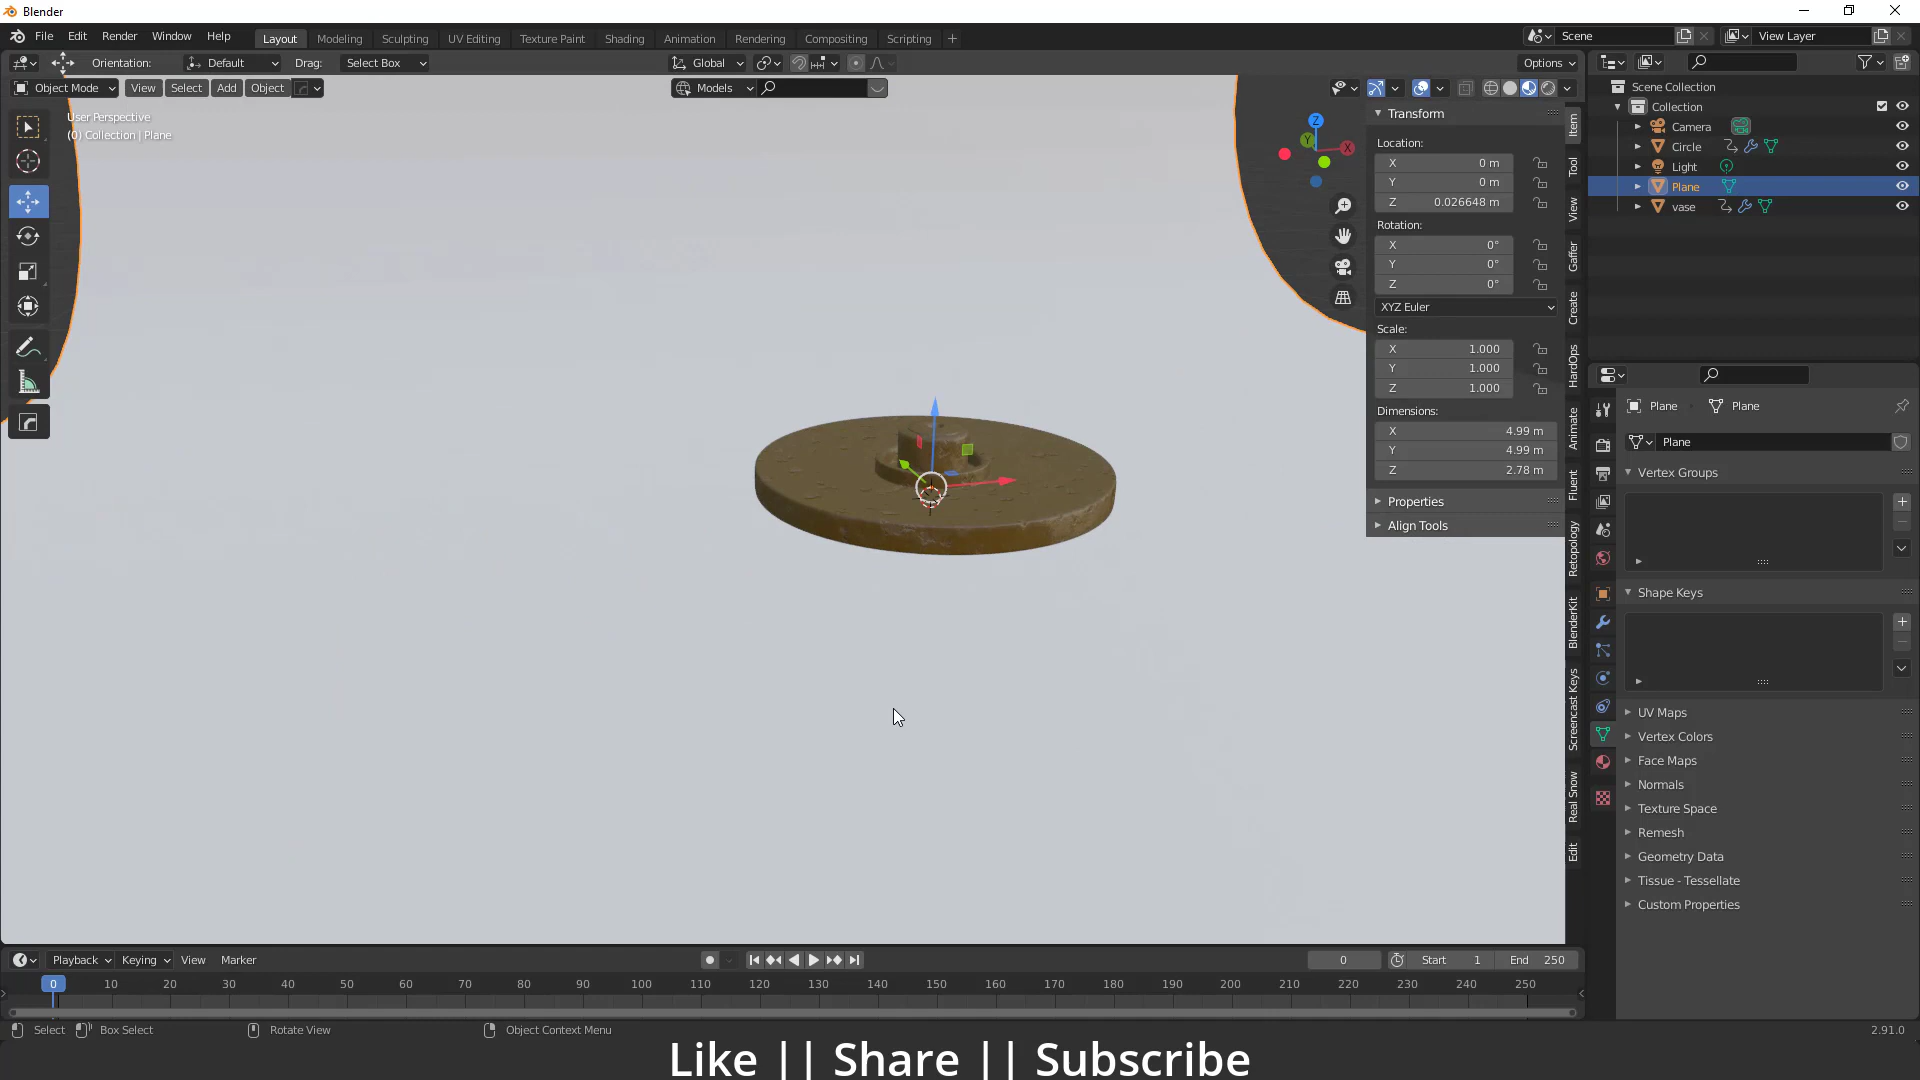 Blender
File Edit Render Window Help Layout Modeling Sculpting UV Editing Texture Paint Shading Animation Rendering Compositing Scripting + Scene View Layer
Orientation: Default Drag: Select Box Global Options
Object Mode View Select Add Object Models
User Perspective
(0) Collection | Plane
Z
Y
X
Transform
Location:
X 0 m
Y 0 m
Z 0.026648 m
Rotation:
X 0°
Y 0°
Z 0°
XYZ Euler
Scale:
X 1.000
Y 1.000
Z 1.000
Dimensions:
X 4.99 m
Y 4.99 m
Z 2.78 m
Properties
Align Tools
Item
Tool
View
Gaffer
Create
HardOps
Animate
Fluent
Retopology
BlenderKit
Screencast Keys
Real Snow
Edit
Scene Collection
Collection
Camera
Circle
Light
Plane
vase
Plane Plane
Plane
Vertex Groups
Shape Keys
UV Maps
Vertex Colors
Face Maps
Normals
Texture Space
Remesh
Geometry Data
Tissue - Tessellate
Custom Properties
Playback Keying View Marker 0 Start 1 End 250
0 10 20 30 40 50 60 70 80 90 100 110 120 130 140 150 160 170 180 190 200 210 220 230 240 250
Select Box Select Rotate View Object Context Menu 2.91.0
Like || Share || Subscribe